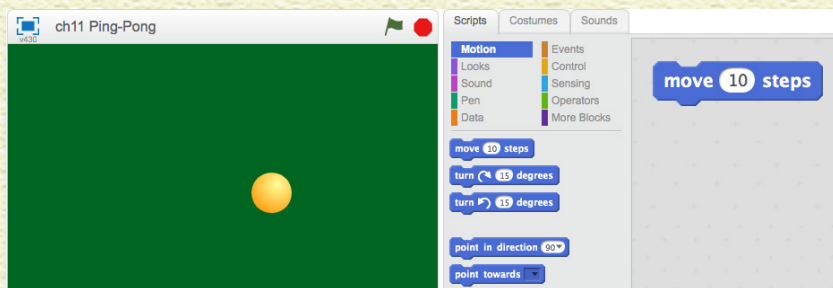 ch11 Ping-Pong
v430
Scripts Costumes Sounds
Motion Events
Looks Control
Sound Sensing
Pen Operators
Data More Blocks
move 10 steps
turn 15 degrees
turn 15 degrees
point in direction 90
point towards
move 10 steps